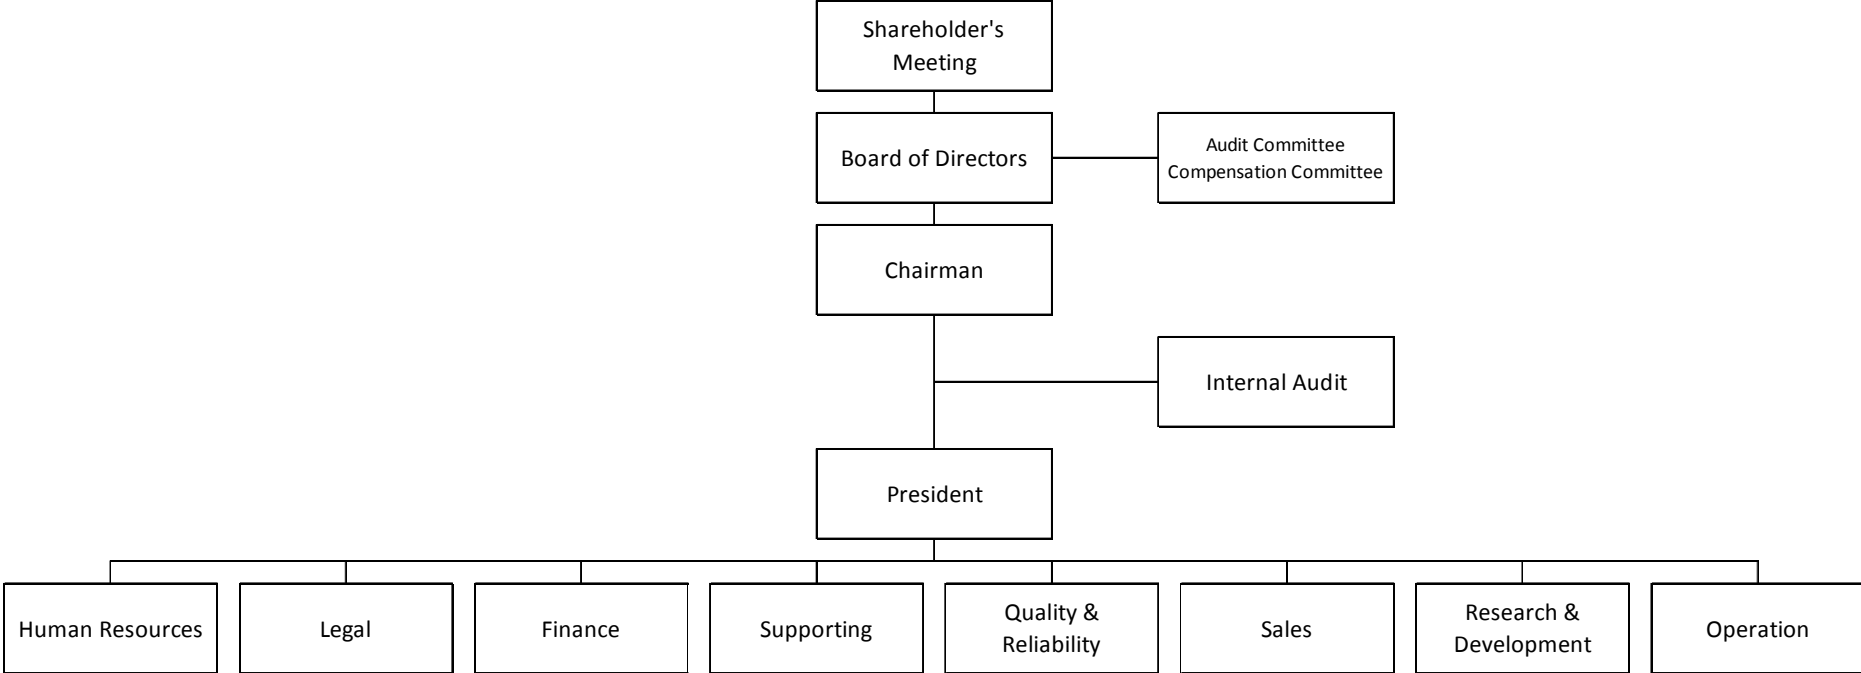 Shareholder's
Meeting
Board of Directors
Audit Committee
Compensation Committee
Chairman
Internal Audit
President
Human Resources
Legal
Finance
Supporting
Quality &
Reliability
Sales
Research &
Development
Operation